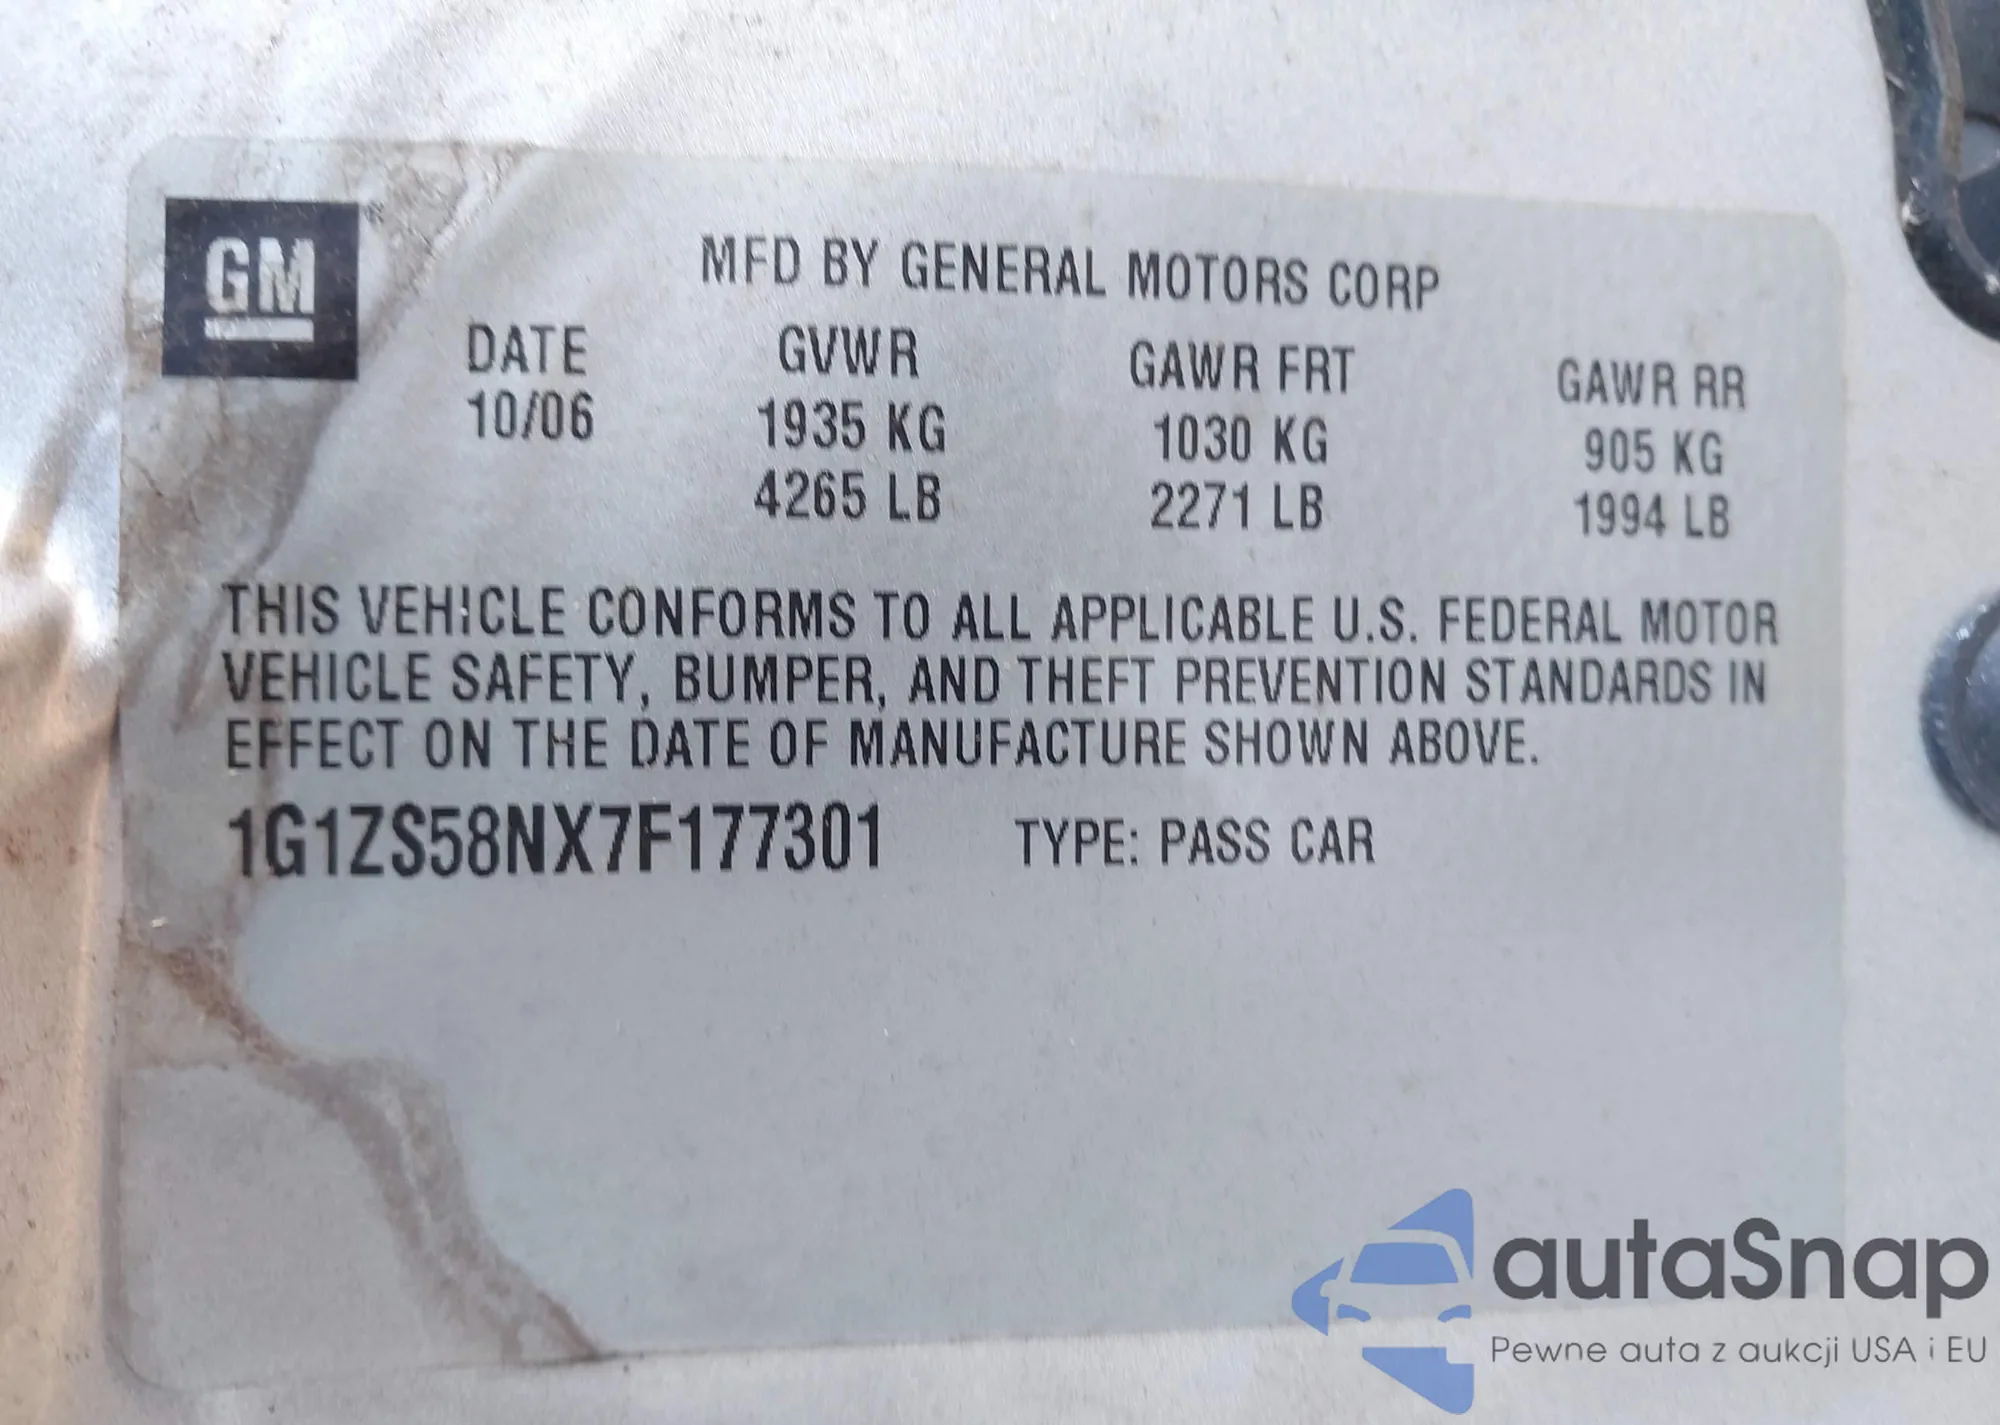 GM®
MFD BY GENERAL MOTORS CORP
DATE GVWR GAWR FRT GAWR RR
10/06 1935 KG 1030 KG 905 KG
4265 LB 2271 LB 1994 LB
THIS VEHICLE CONFORMS TO ALL APPLICABLE U.S. FEDERAL MOTOR
VEHICLE SAFETY, BUMPER, AND THEFT PREVENTION STANDARDS IN
EFFECT ON THE DATE OF MANUFACTURE SHOWN ABOVE.
1G1ZS58NX7F177301 TYPE: PASS CAR
autaSnap
Pewne auta z aukcji USA i EU